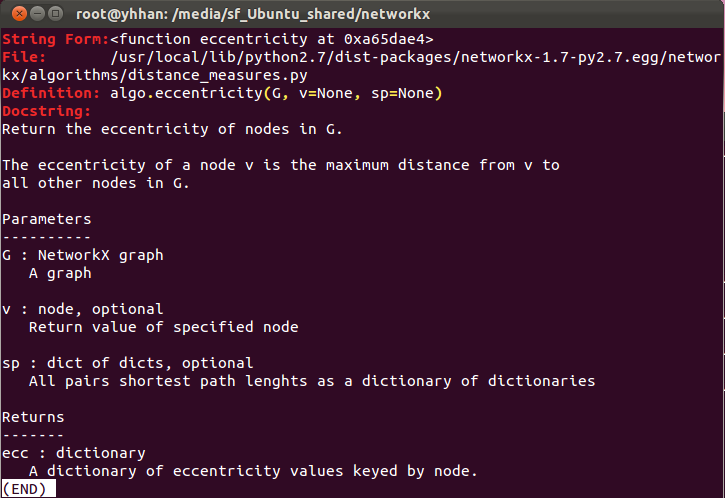 root@yhhan: /media/sf_Ubuntu_shared/networkx
String Form:<function eccentricity at 0xa65dae4>
File:       /usr/local/lib/python2.7/dist-packages/networkx-1.7-py2.7.egg/networ
kx/algorithms/distance_measures.py
Definition: algo.eccentricity(G, v=None, sp=None)
Docstring:
Return the eccentricity of nodes in G.
The eccentricity of a node v is the maximum distance from v to
all other nodes in G.
Parameters
----------
G : NetworkX graph
   A graph
v : node, optional
   Return value of specified node
sp : dict of dicts, optional
   All pairs shortest path lenghts as a dictionary of dictionaries
Returns
-------
ecc : dictionary
   A dictionary of eccentricity values keyed by node.
(END)